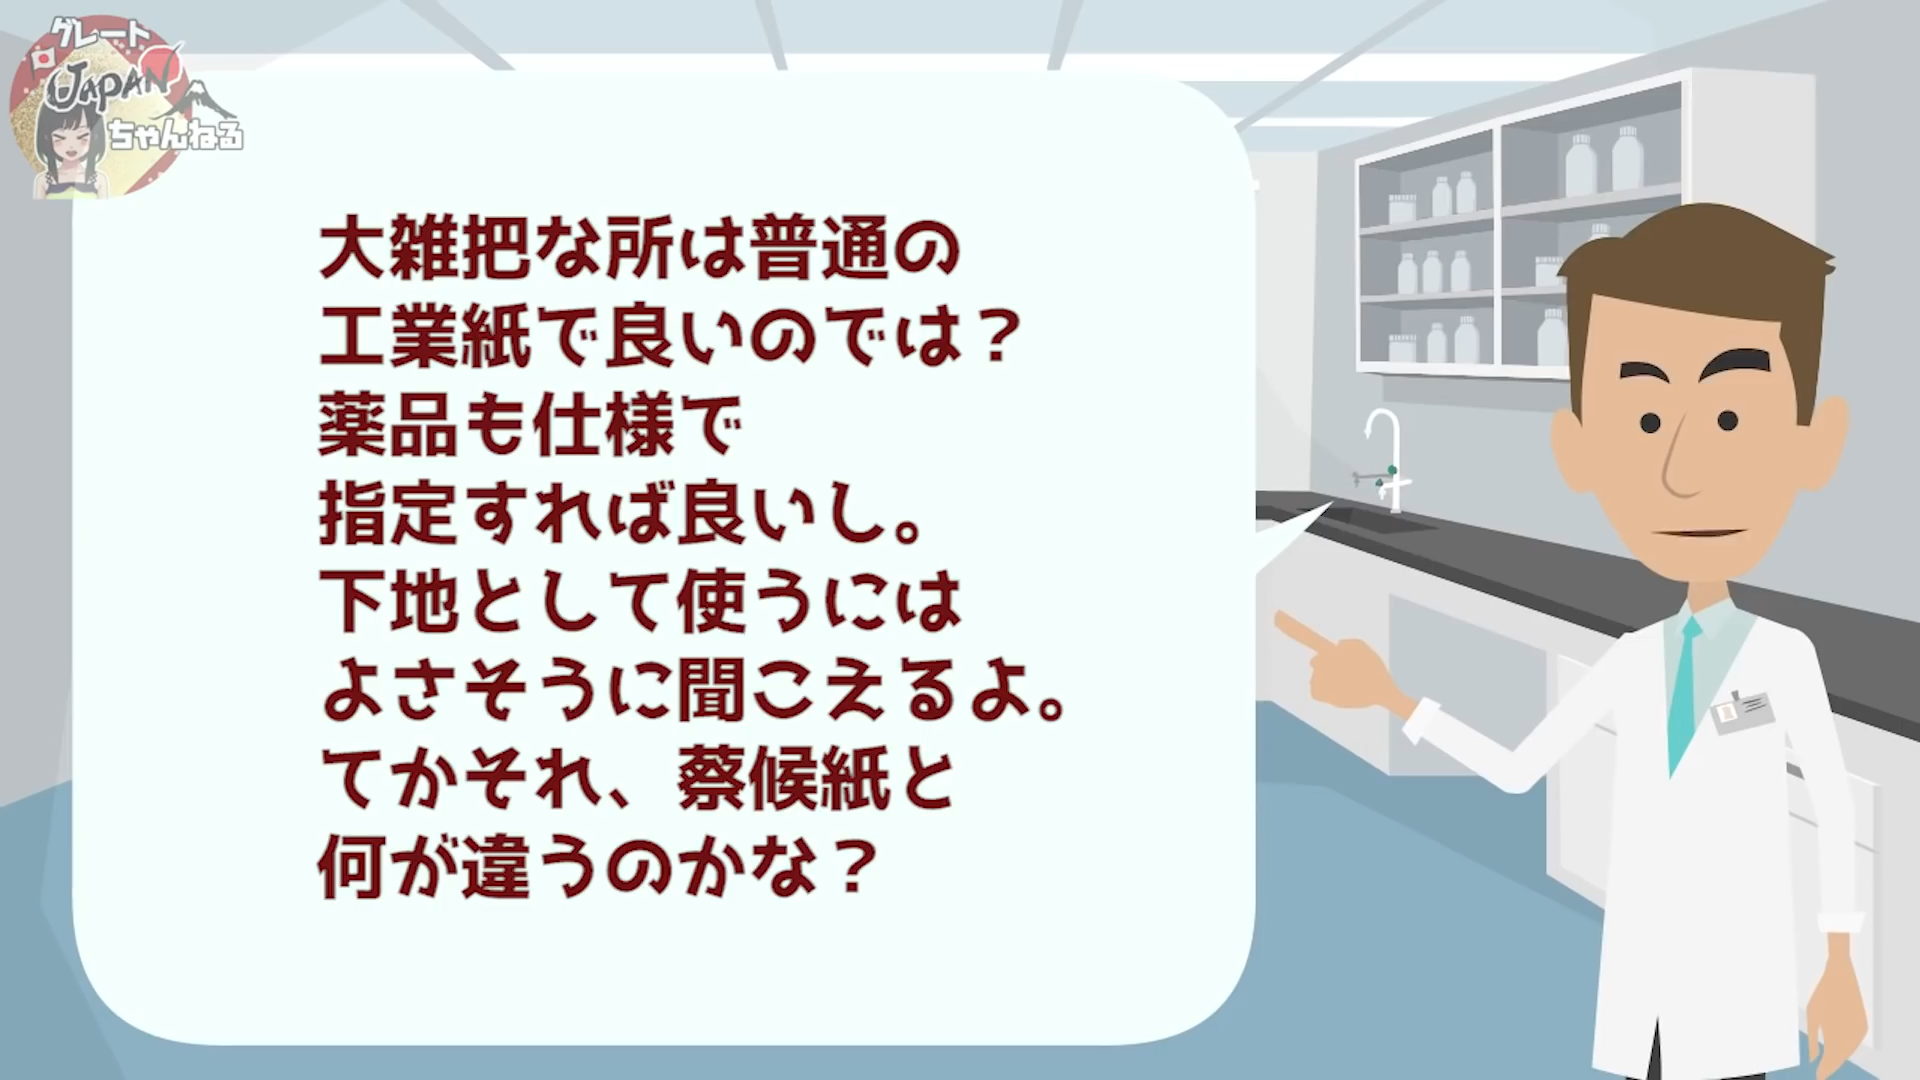 グレート
JAPAN
ちゃんねる
大雑把な所は普通の
工業紙で良いのでは？
薬品も仕様で
指定すれば良いし。
下地として使うには
よさそうに聞こえるよ。
てかそれ、蔡候紙と
何が違うのかな？